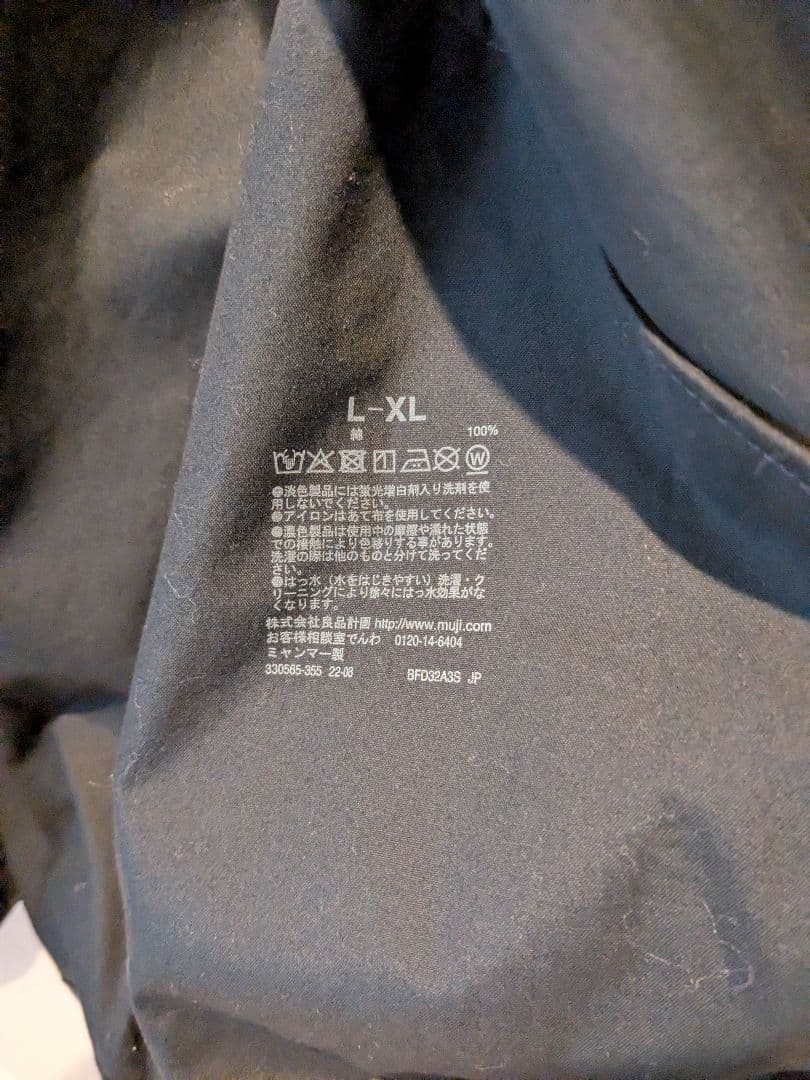 L-XL
綿 100%
W
●淡色製品には蛍光増白剤入り洗剤を使
用しないでください。
●アイロンはあて布を使用してください。
●濃色製品は使用中の摩擦や濡れた状態
での接触により色移りする事があります。
洗濯の際は他のものと分けて洗ってくだ
さい。
●はっ水（水をはじきやすい）洗濯・ク
リーニングにより徐々にはっ水効果がな
くなります。
株式会社良品計画 http://www.muji.com
お客様相談室でんわ 0120-14-6404
ミャンマー製
330565-355 22-08 BFD32A3S JP